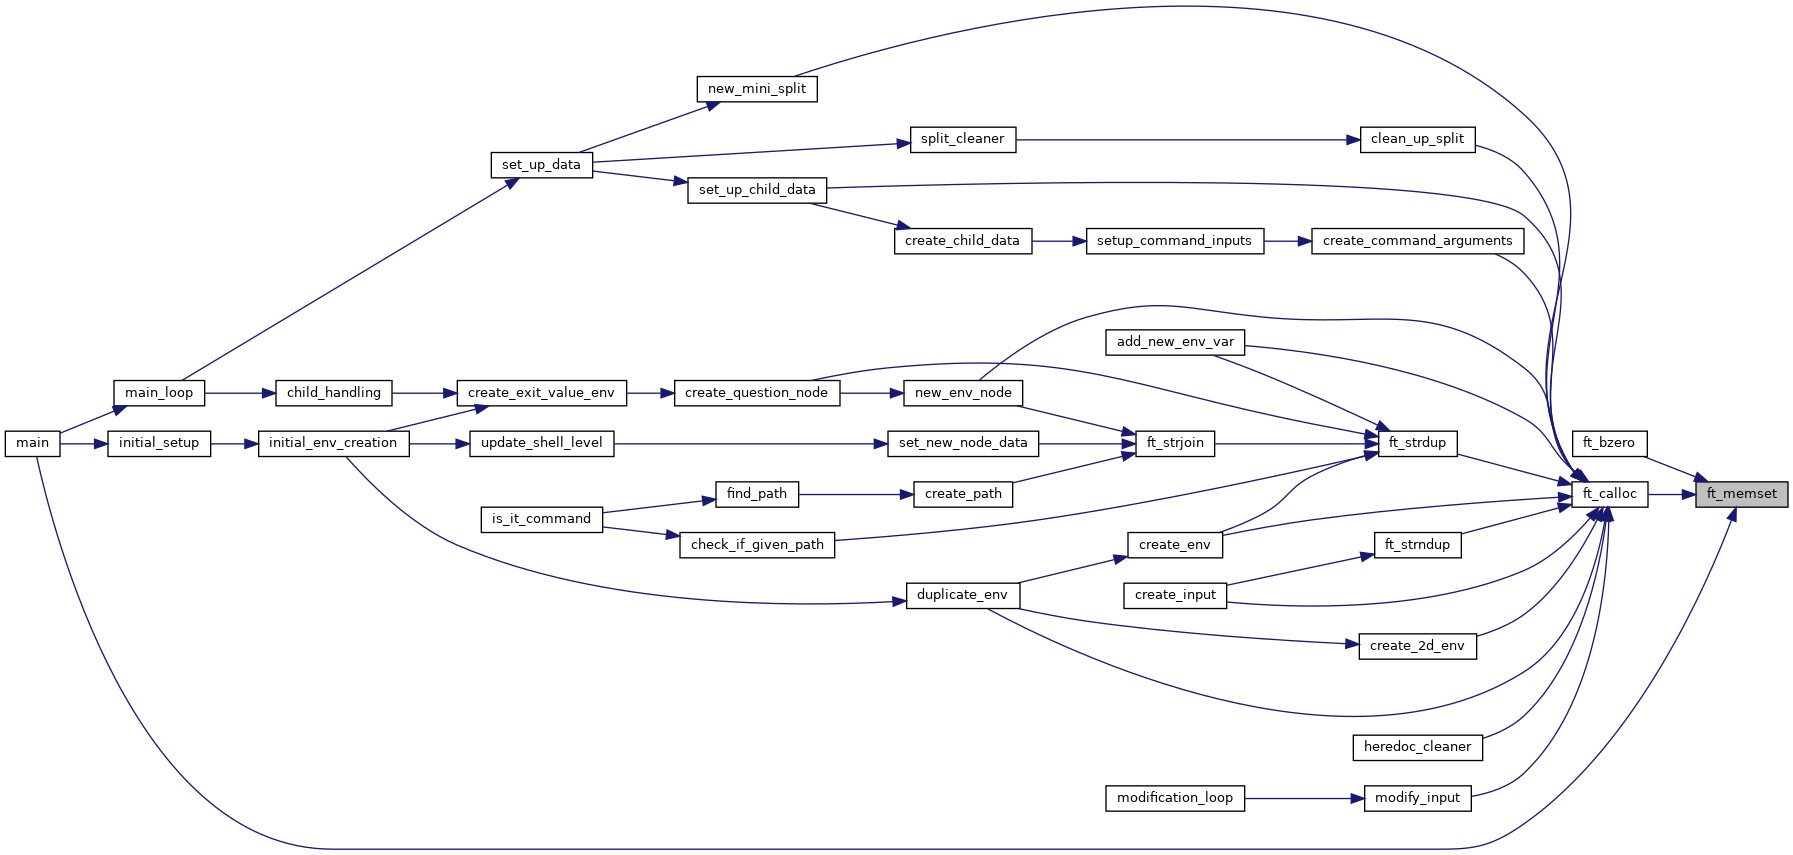 new_mini_split
clean_up_split
split_cleaner
set_up_data
set_up_child_data
create_child_data
setup_command_inputs
create_command_arguments
add_new_env_var
main_loop
child_handling
create_exit_value_env
create_question_node
new_env_node
main
initial_setup
initial_env_creation
update_shell_level
set_new_node_data
ft_strjoin
ft_strdup
ft_bzero
find_path
create_path
ft_calloc
ft_memset
is_it_command
check_if_given_path
create_env
ft_strndup
duplicate_env
create_input
create_2d_env
heredoc_cleaner
modification_loop
modify_input